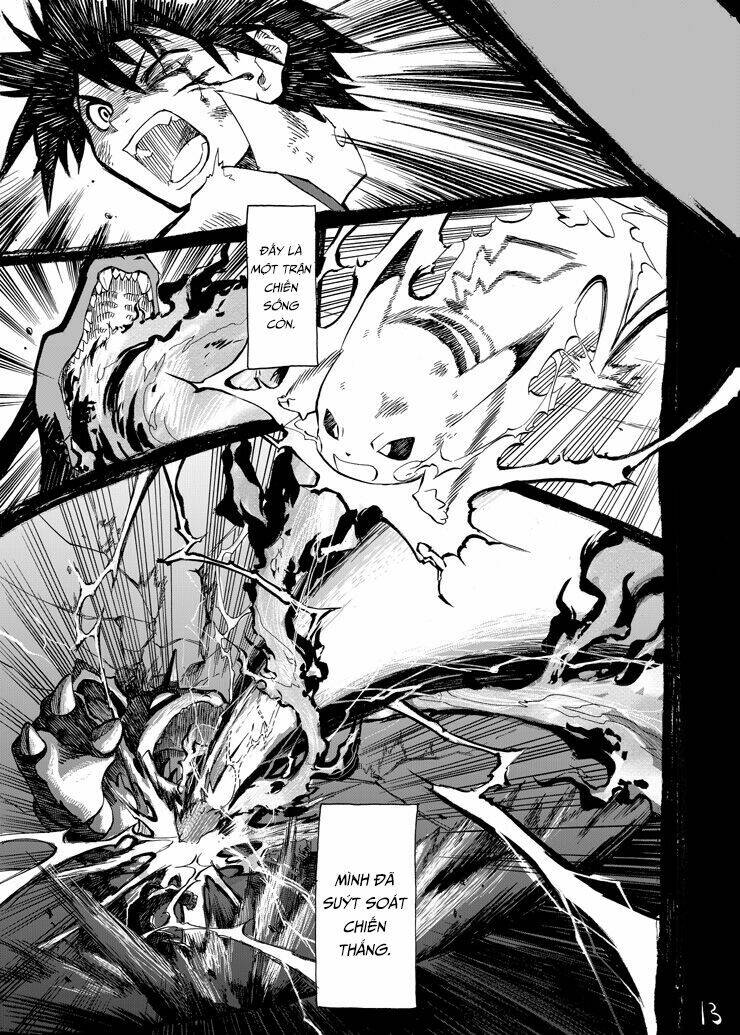 ĐÂY LÀ
MỘT TRẬN
CHIẾN
SỐNG
CÒN.
MÌNH ĐÃ
SUÝT SOÁT
CHIẾN
THẮNG.
13